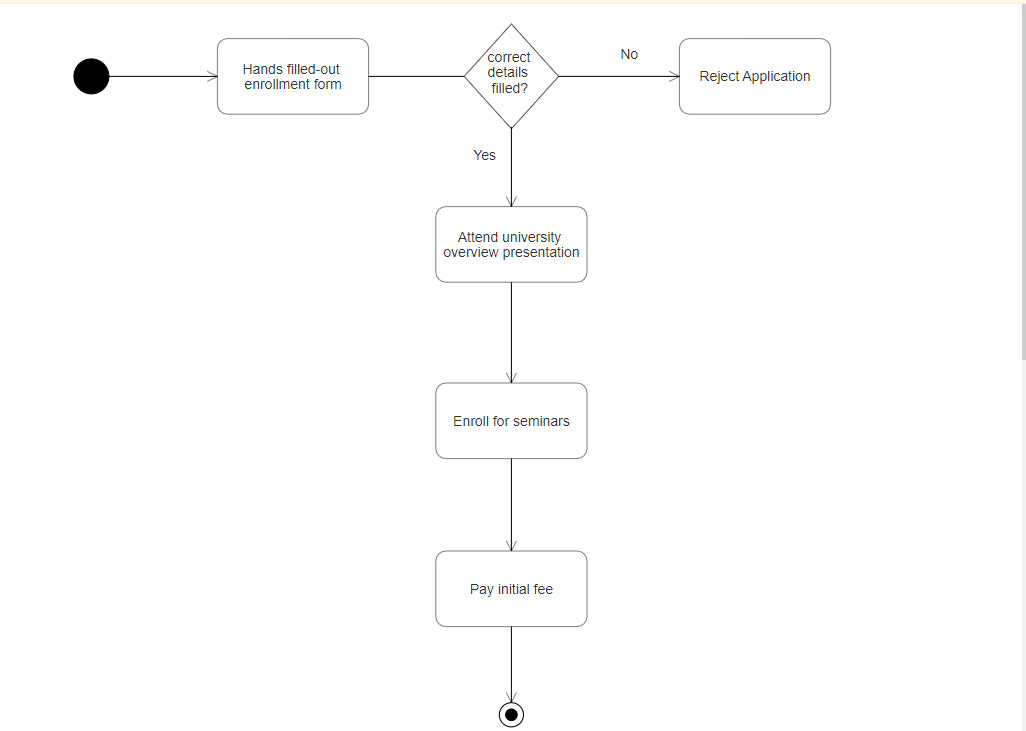 Hands filled-out
enrollment form
correct
details
filled?
No
Reject Application
Yes
Attend university
overview presentation
Enroll for seminars
Pay initial fee